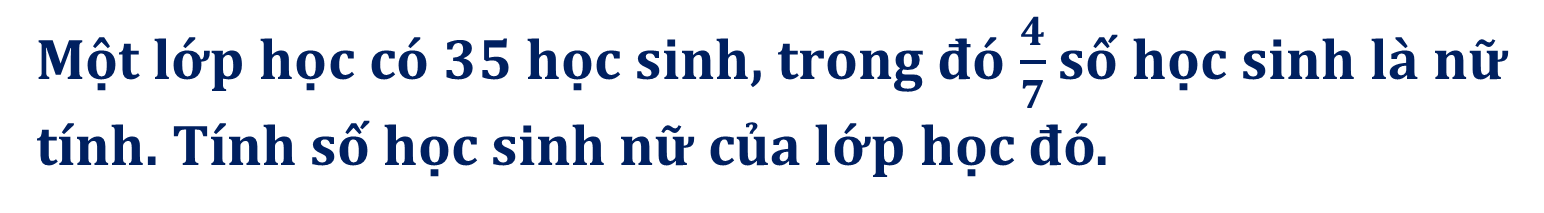 Một lớp học có 35 học sinh, trong đó 4/7 số học sinh là nữ
tính. Tính số học sinh nữ của lớp học đó.